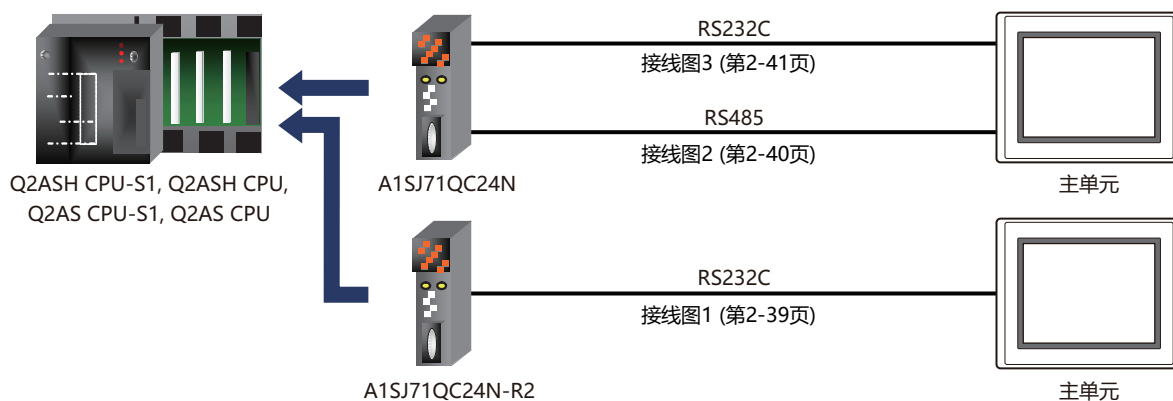 RS232C
接线图3 (第2-41页)
RS485
接线图2 (第2-40页)
Q2ASH CPU-S1, Q2ASH CPU,
Q2AS CPU-S1, Q2AS CPU
A1SJ71QC24N
主单元
RS232C
接线图1 (第2-39页)
A1SJ71QC24N-R2
主单元